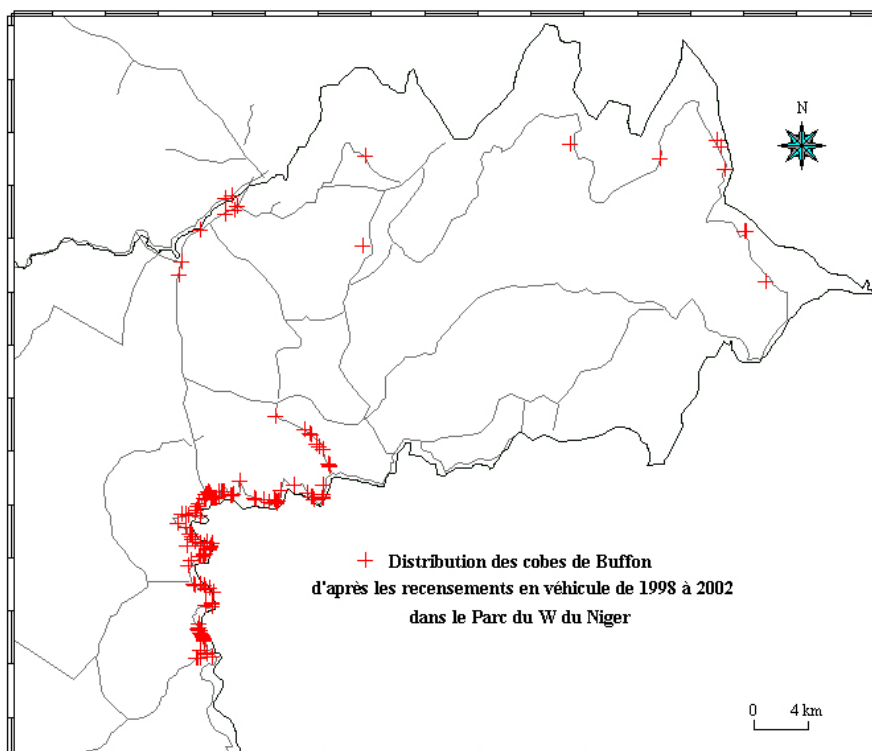 N
Distribution des cobes de Buffon
d'après les recensements en véhicule de 1998 à 2002
dans le Parc du W du Niger
0 4 km